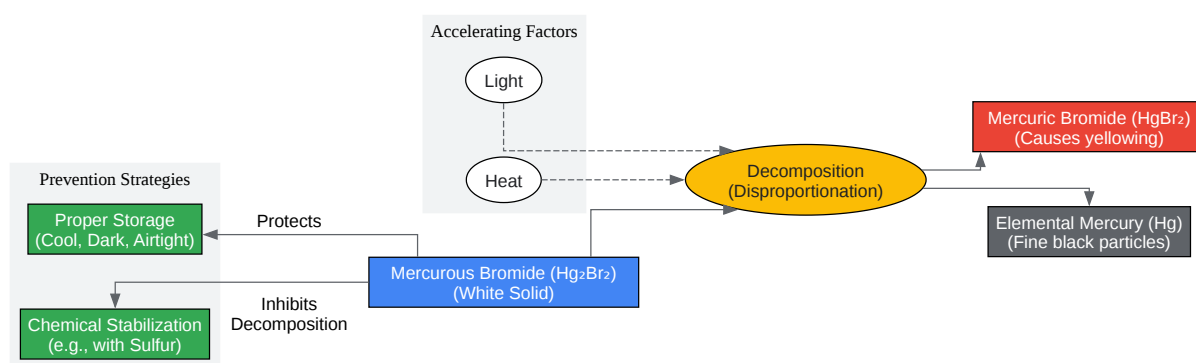 Accelerating Factors
Light
Heat
Mercuric Bromide (HgBr₂)
(Causes yellowing)
Decomposition
(Disproportionation)
Elemental Mercury (Hg)
(Fine black particles)
Prevention Strategies
Proper Storage
(Cool, Dark, Airtight)
Protects
Mercurous Bromide (Hg₂Br₂)
(White Solid)
Inhibits
Decomposition
Chemical Stabilization
(e.g., with Sulfur)